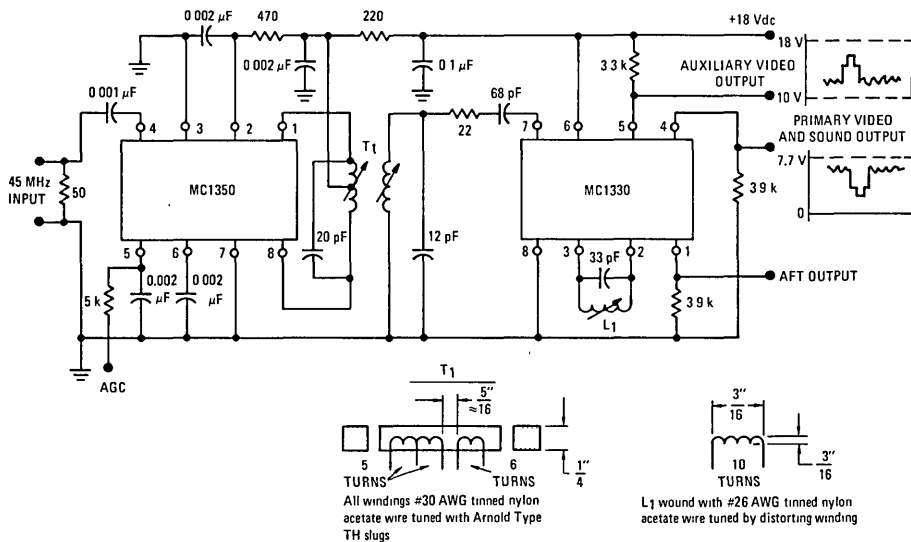 0 002 µF
470
220
+18 Vdc
18 V
0 002 µF
0 1 µF
3 3 k
AUXILIARY VIDEO
OUTPUT
10 V
0 001 µF
68 pF
22
4
3
2
1
7
6
5
4
PRIMARY VIDEO
AND SOUND OUTPUT
7.7 V
0
T1
45 MHz
INPUT
50
MC1350
MC1330
3 9 k
20 pF
12 pF
5
6
7
8
8
3
2
1
33 pF
L1
5 k
0.002
µF
0 002
µF
3 9 k
AFT OUTPUT
AGC
T1
5"
≈16
5
TURNS
6
TURNS
1"
4
All windings #30 AWG tinned nylon
acetate wire tuned with Arnold Type
TH slugs
3"
16
10
TURNS
3"
16
L1 wound with #26 AWG tinned nylon
acetate wire tuned by distorting winding